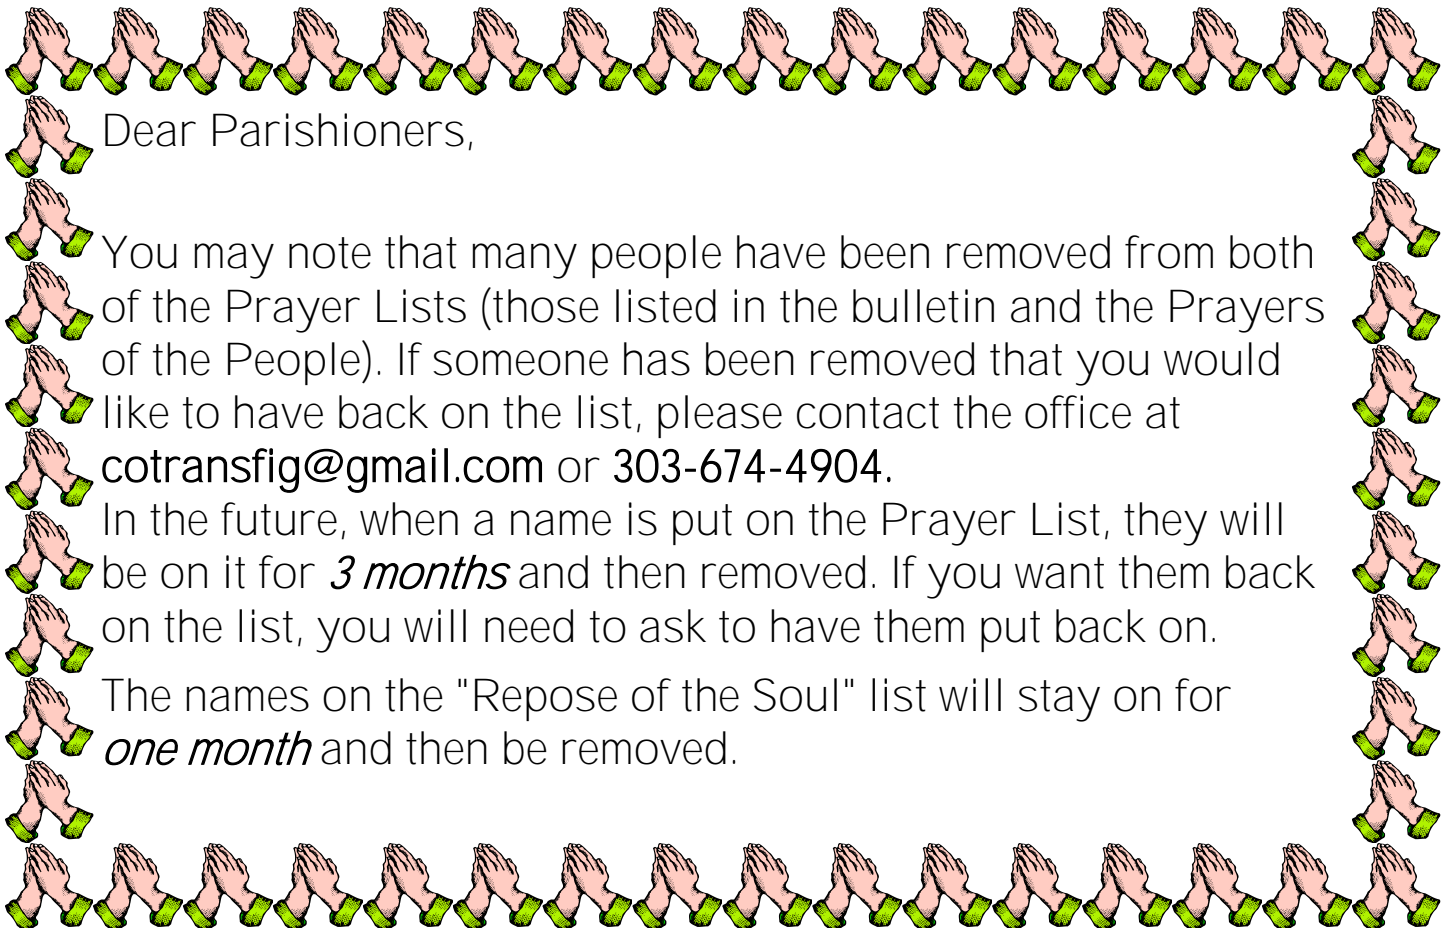 Dear Parishioners,
You may note that many people have been removed from both
of the Prayer Lists (those listed in the bulletin and the Prayers
of the People). If someone has been removed that you would
like to have back on the list, please contact the office at
cotransfig@gmail.com or 303-674-4904.
In the future, when a name is put on the Prayer List, they will
be on it for 3 months and then removed. If you want them back
on the list, you will need to ask to have them put back on.
The names on the "Repose of the Soul" list will stay on for
one month and then be removed.